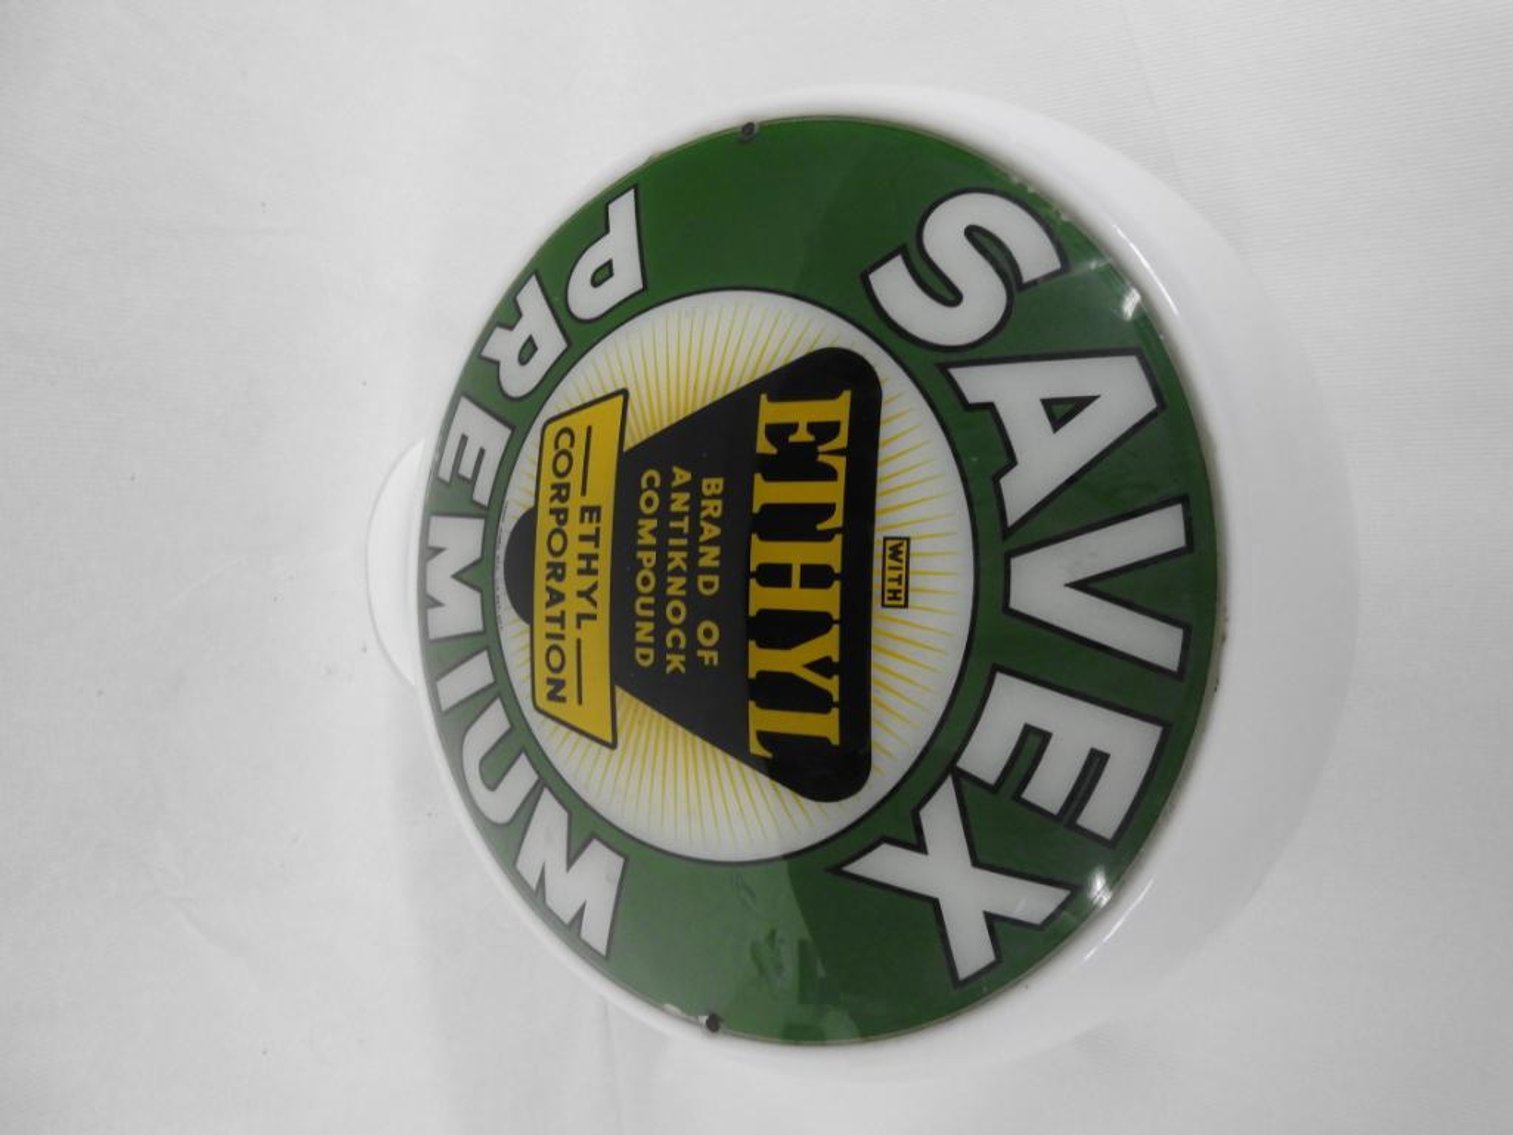 SAVEX
WITH
ETHYL
BRAND OF
ANTIKNOCK
COMPOUND
ETHYL
CORPORATION
PREMIUM